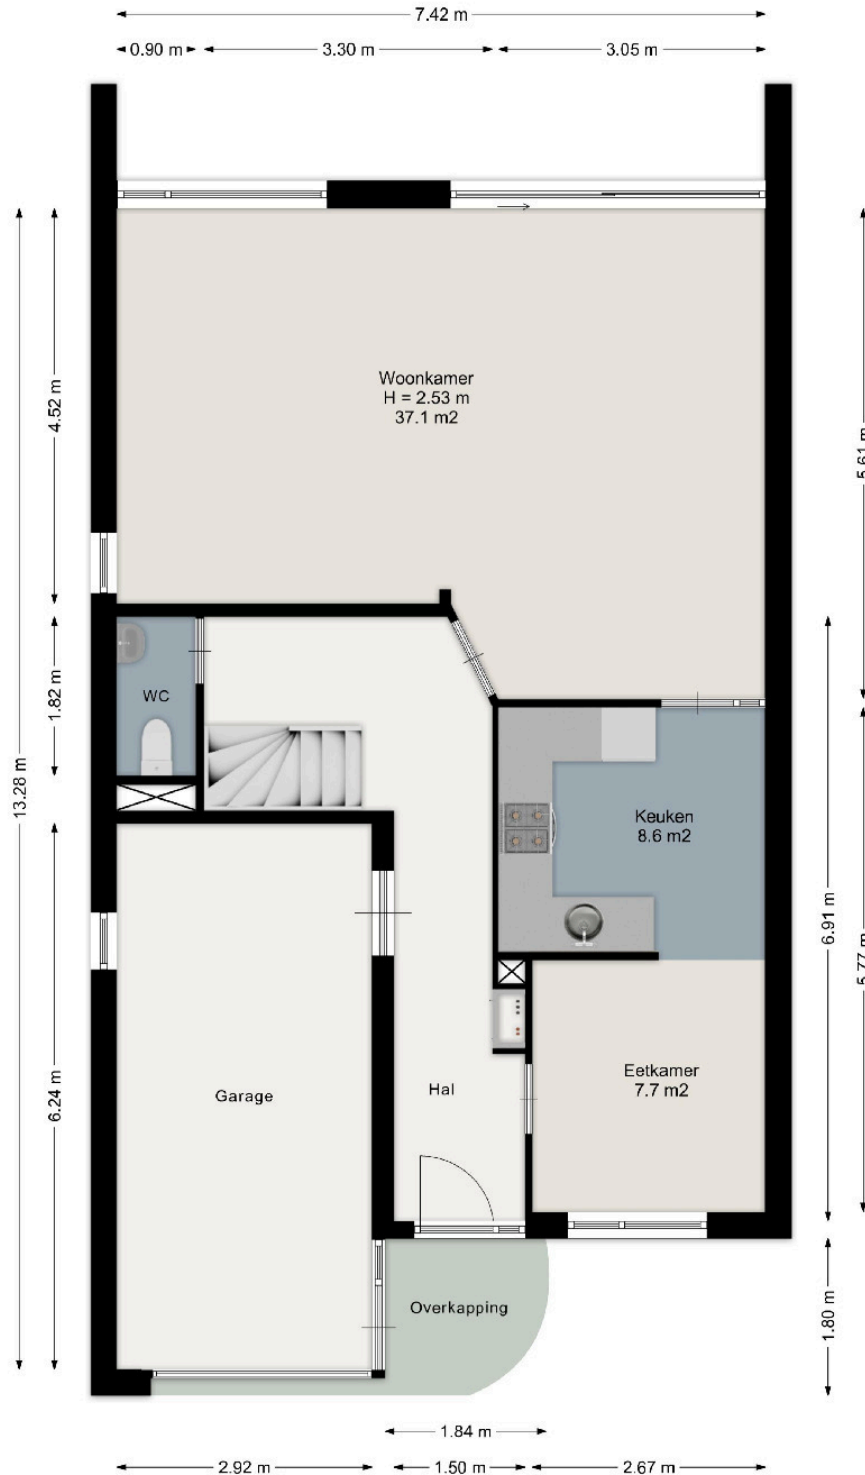 7.42 m
0.90 m
3.30 m
3.05 m
Woonkamer
H = 2.53 m
37.1 m2
4.52 m
5.61 m
WC
1.82 m
13.28 m
Keuken
8.6 m2
6.91 m
5.77 m
Eetkamer
7.7 m2
Hal
Garage
6.24 m
Overkapping
1.80 m
1.84 m
2.92 m
1.50 m
2.67 m